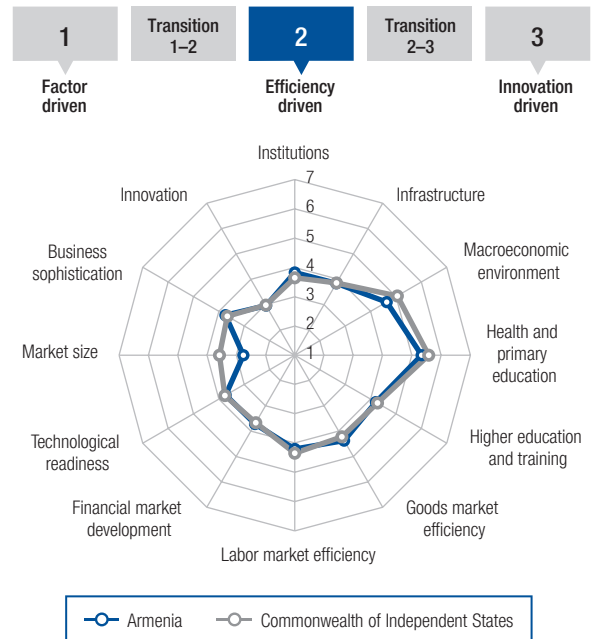 1
Transition
1–2
2
Transition
2–3
3
Factor
driven
Efficiency
driven
Innovation
driven
Institutions
7
6
5
4
3
2
1
Infrastructure
Macroeconomic
environment
Health and
primary
education
Higher education
and training
Goods market
efficiency
Labor market efficiency
Financial market
development
Technological
readiness
Market size
Business
sophistication
Innovation
Armenia
Commonwealth of Independent States